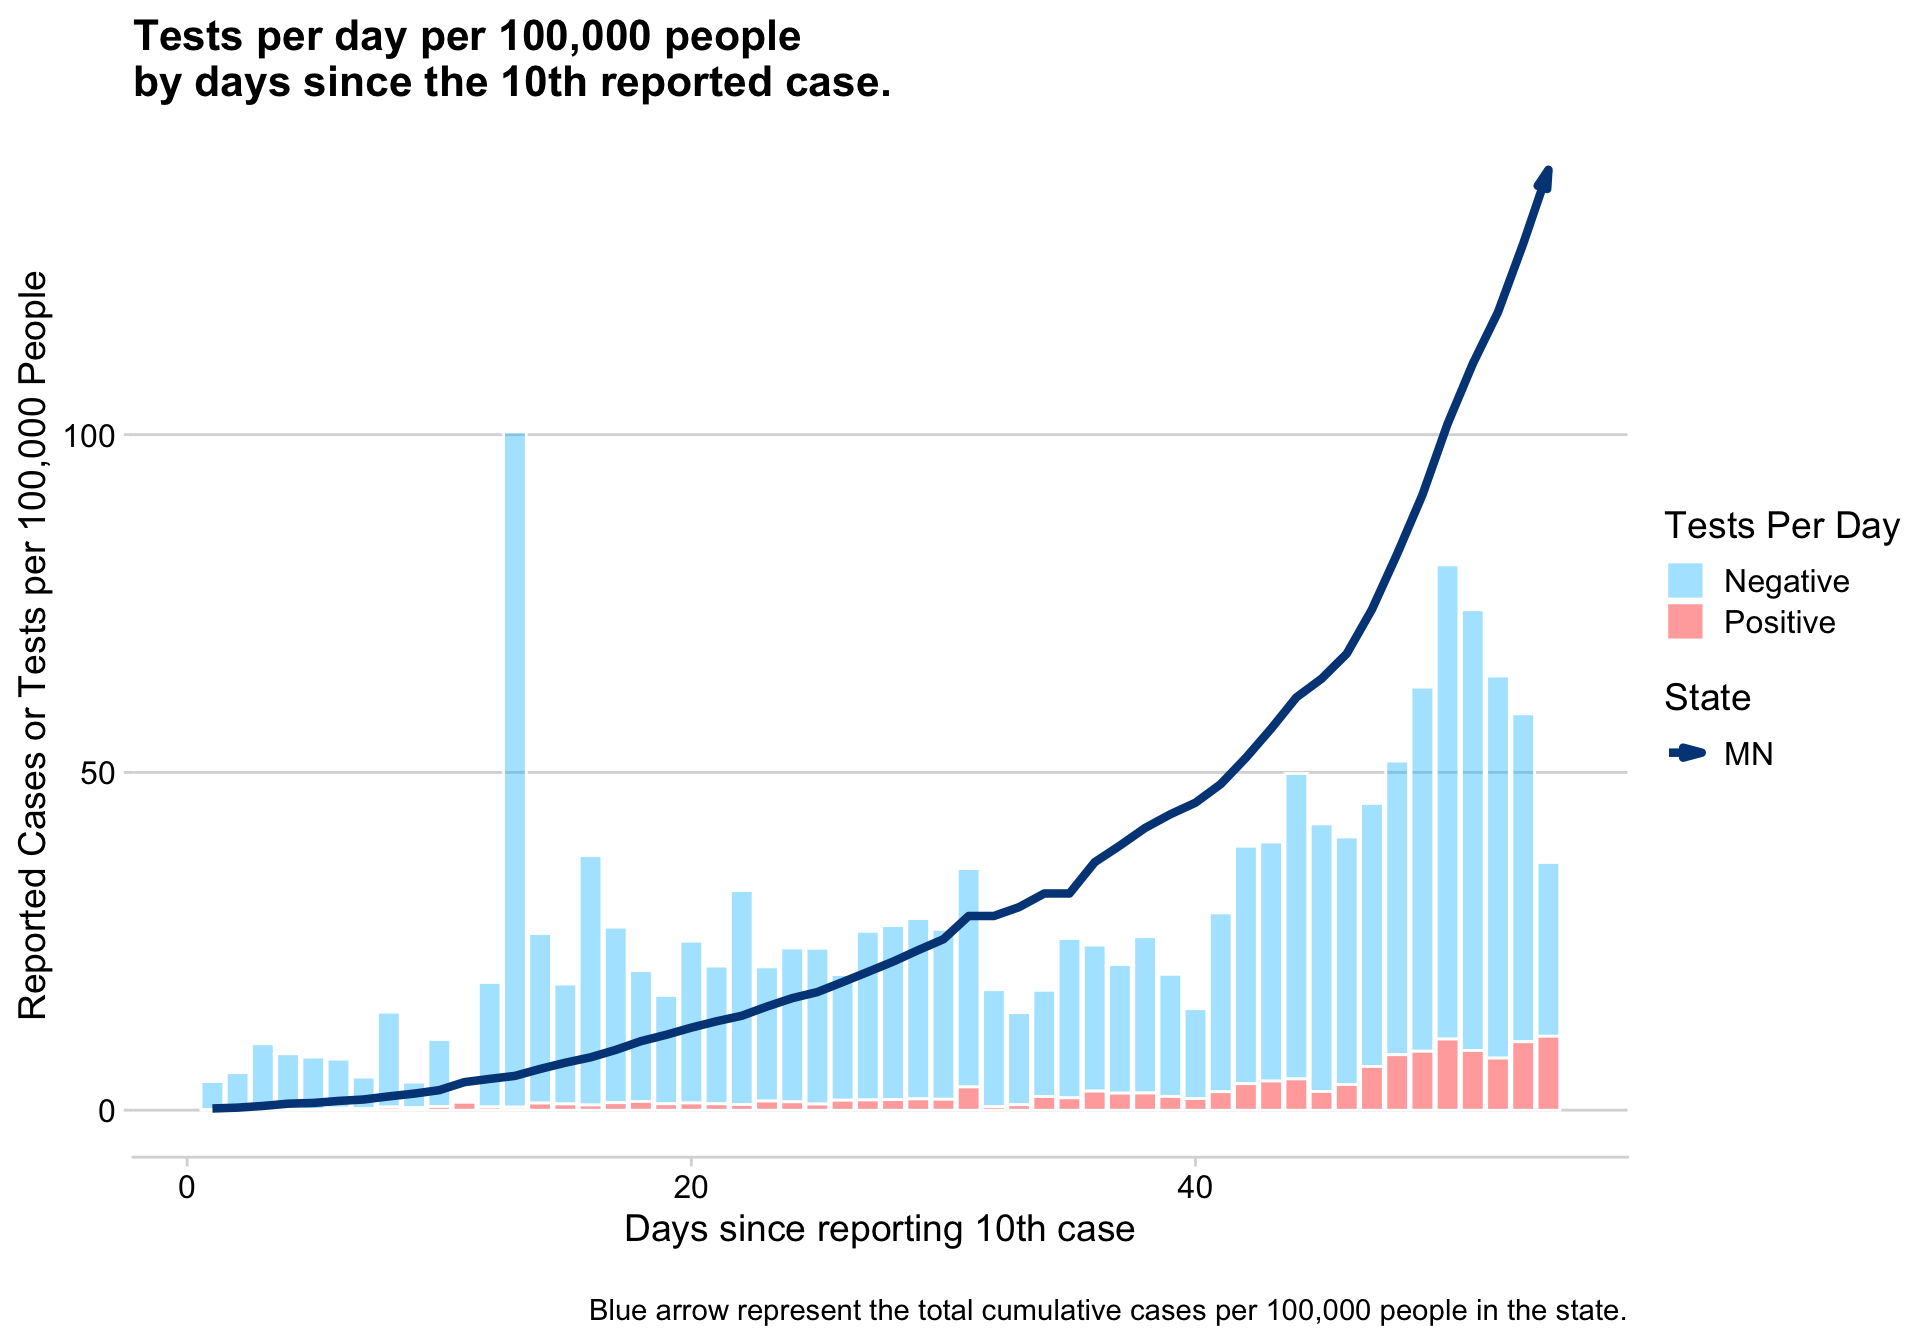 Tests per day per 100,000 people
by days since the 10th reported case.
Reported Cases or Tests per 100,000 People
100
50
0
0
20
40
Days since reporting 10th case
Tests Per Day
Negative
Positive
State
MN
Blue arrow represent the total cumulative cases per 100,000 people in the state.